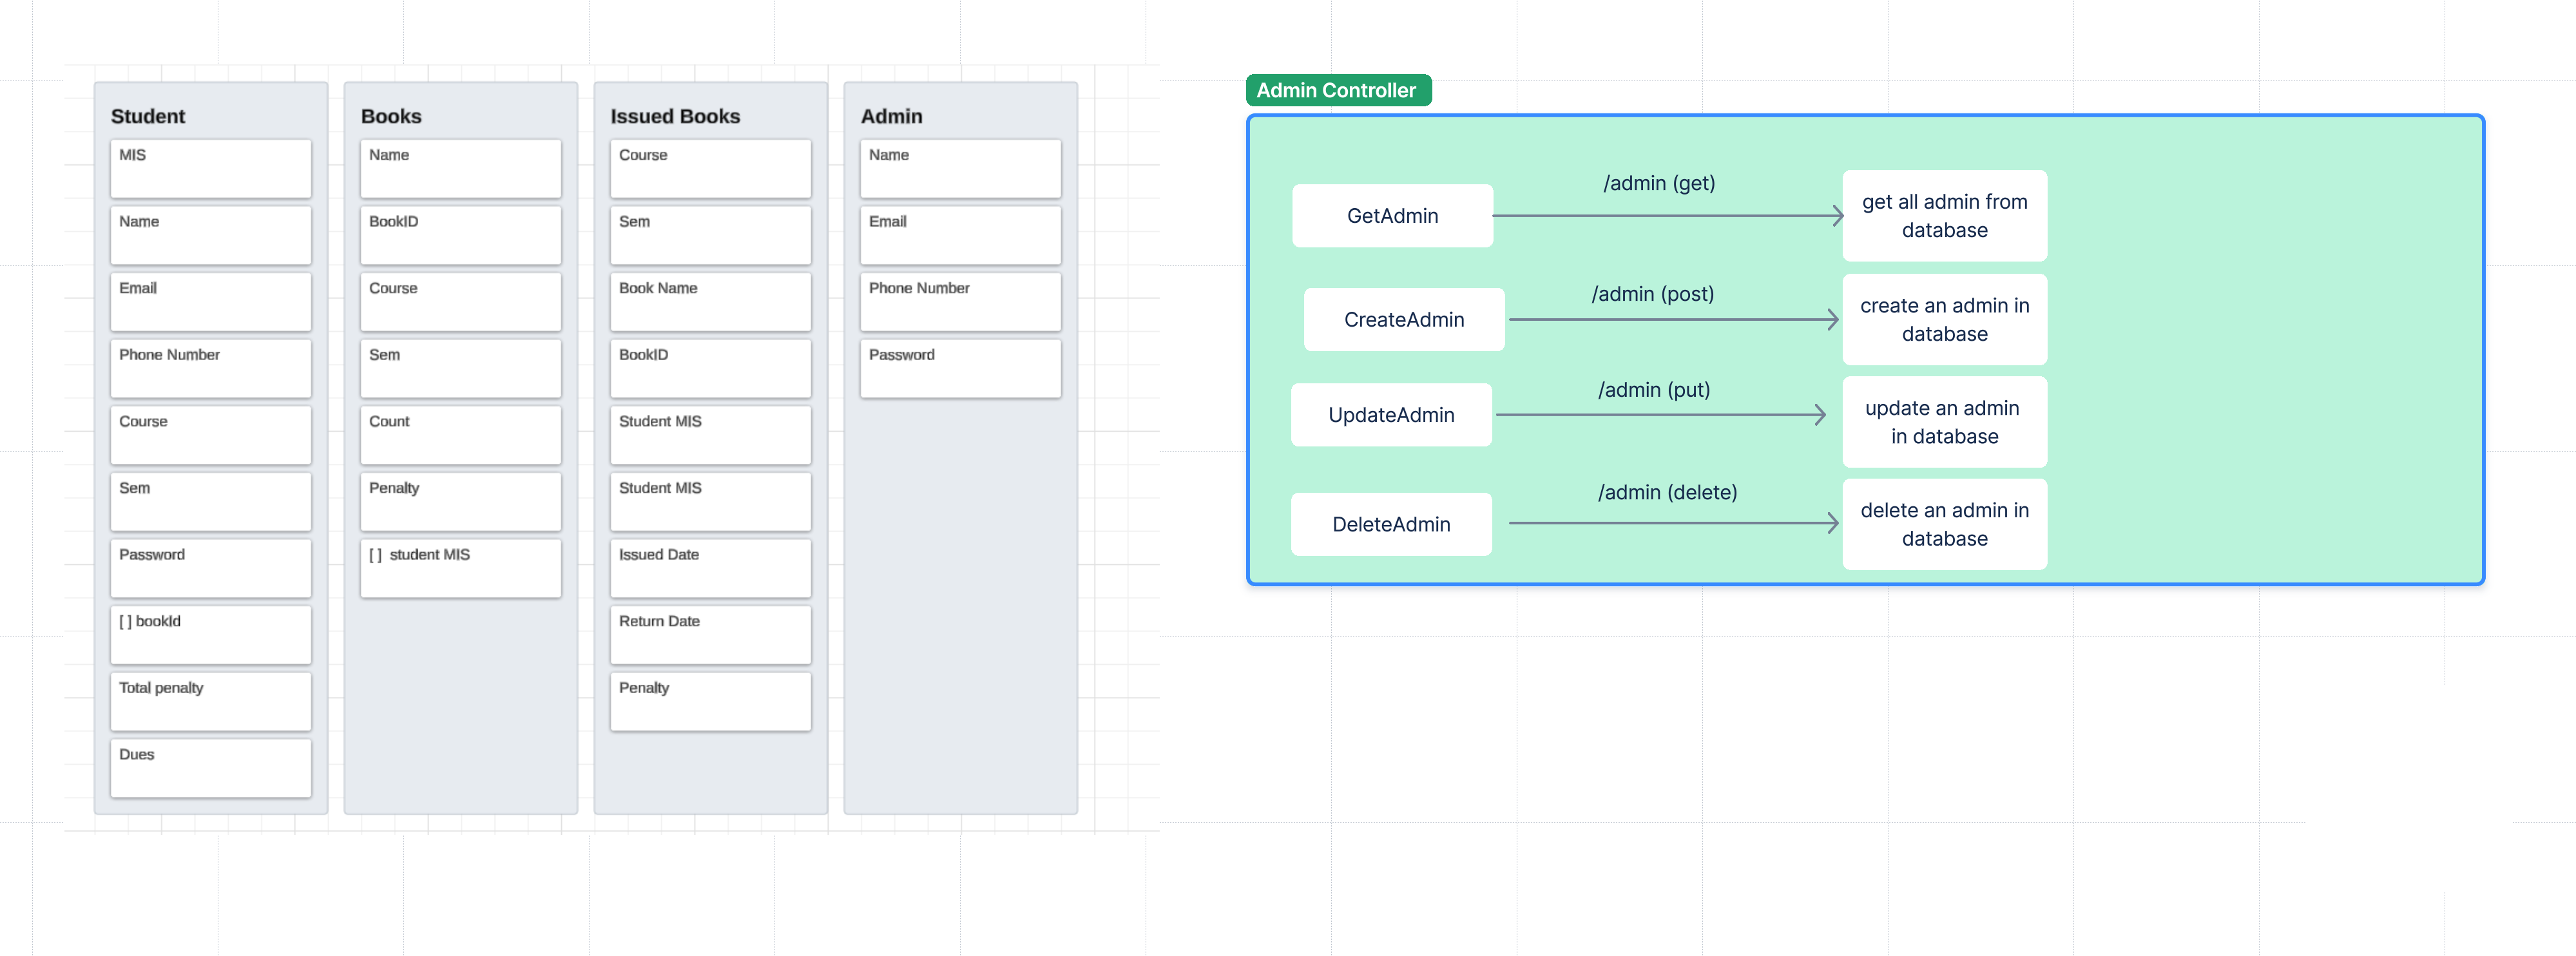 Student
MIS
Name
Email
Phone Number
Course
Sem
Password
[ ] bookId
Total penalty
Dues
Books
Name
BookID
Course
Sem
Count
Penalty
[ ]  student MIS
Issued Books
Course
Sem
Book Name
BookID
Student MIS
Student MIS
Issued Date
Return Date
Penalty
Admin
Name
Email
Phone Number
Password
Admin Controller
GetAdmin
/admin (get)
get all admin from
database
CreateAdmin
/admin (post)
create an admin in
database
UpdateAdmin
/admin (put)
update an admin
in database
DeleteAdmin
/admin (delete)
delete an admin in
database